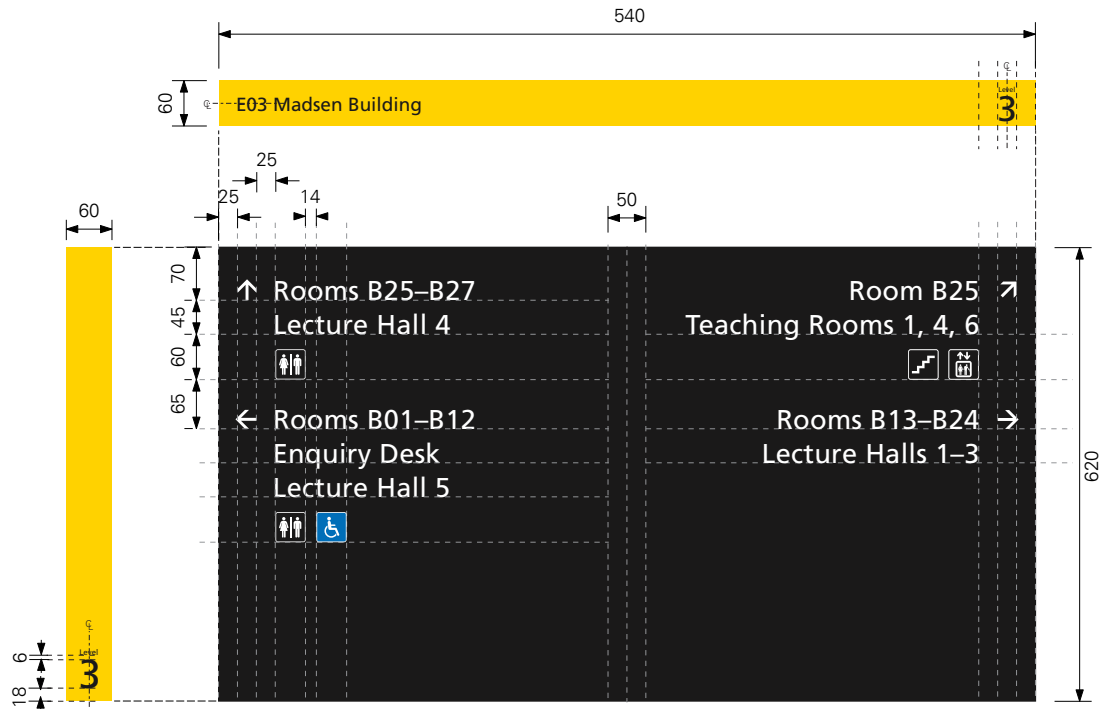 540
60
℄
E03 Madsen Building
℄
Level
3
25
25
14
50
60
70
45
60
65
620
Rooms B25–B27
Lecture Hall 4
Room B25
Teaching Rooms 1, 4, 6
Rooms B01–B12
Enquiry Desk
Lecture Hall 5
Rooms B13–B24
Lecture Halls 1–3
℄
Level
3
6
18